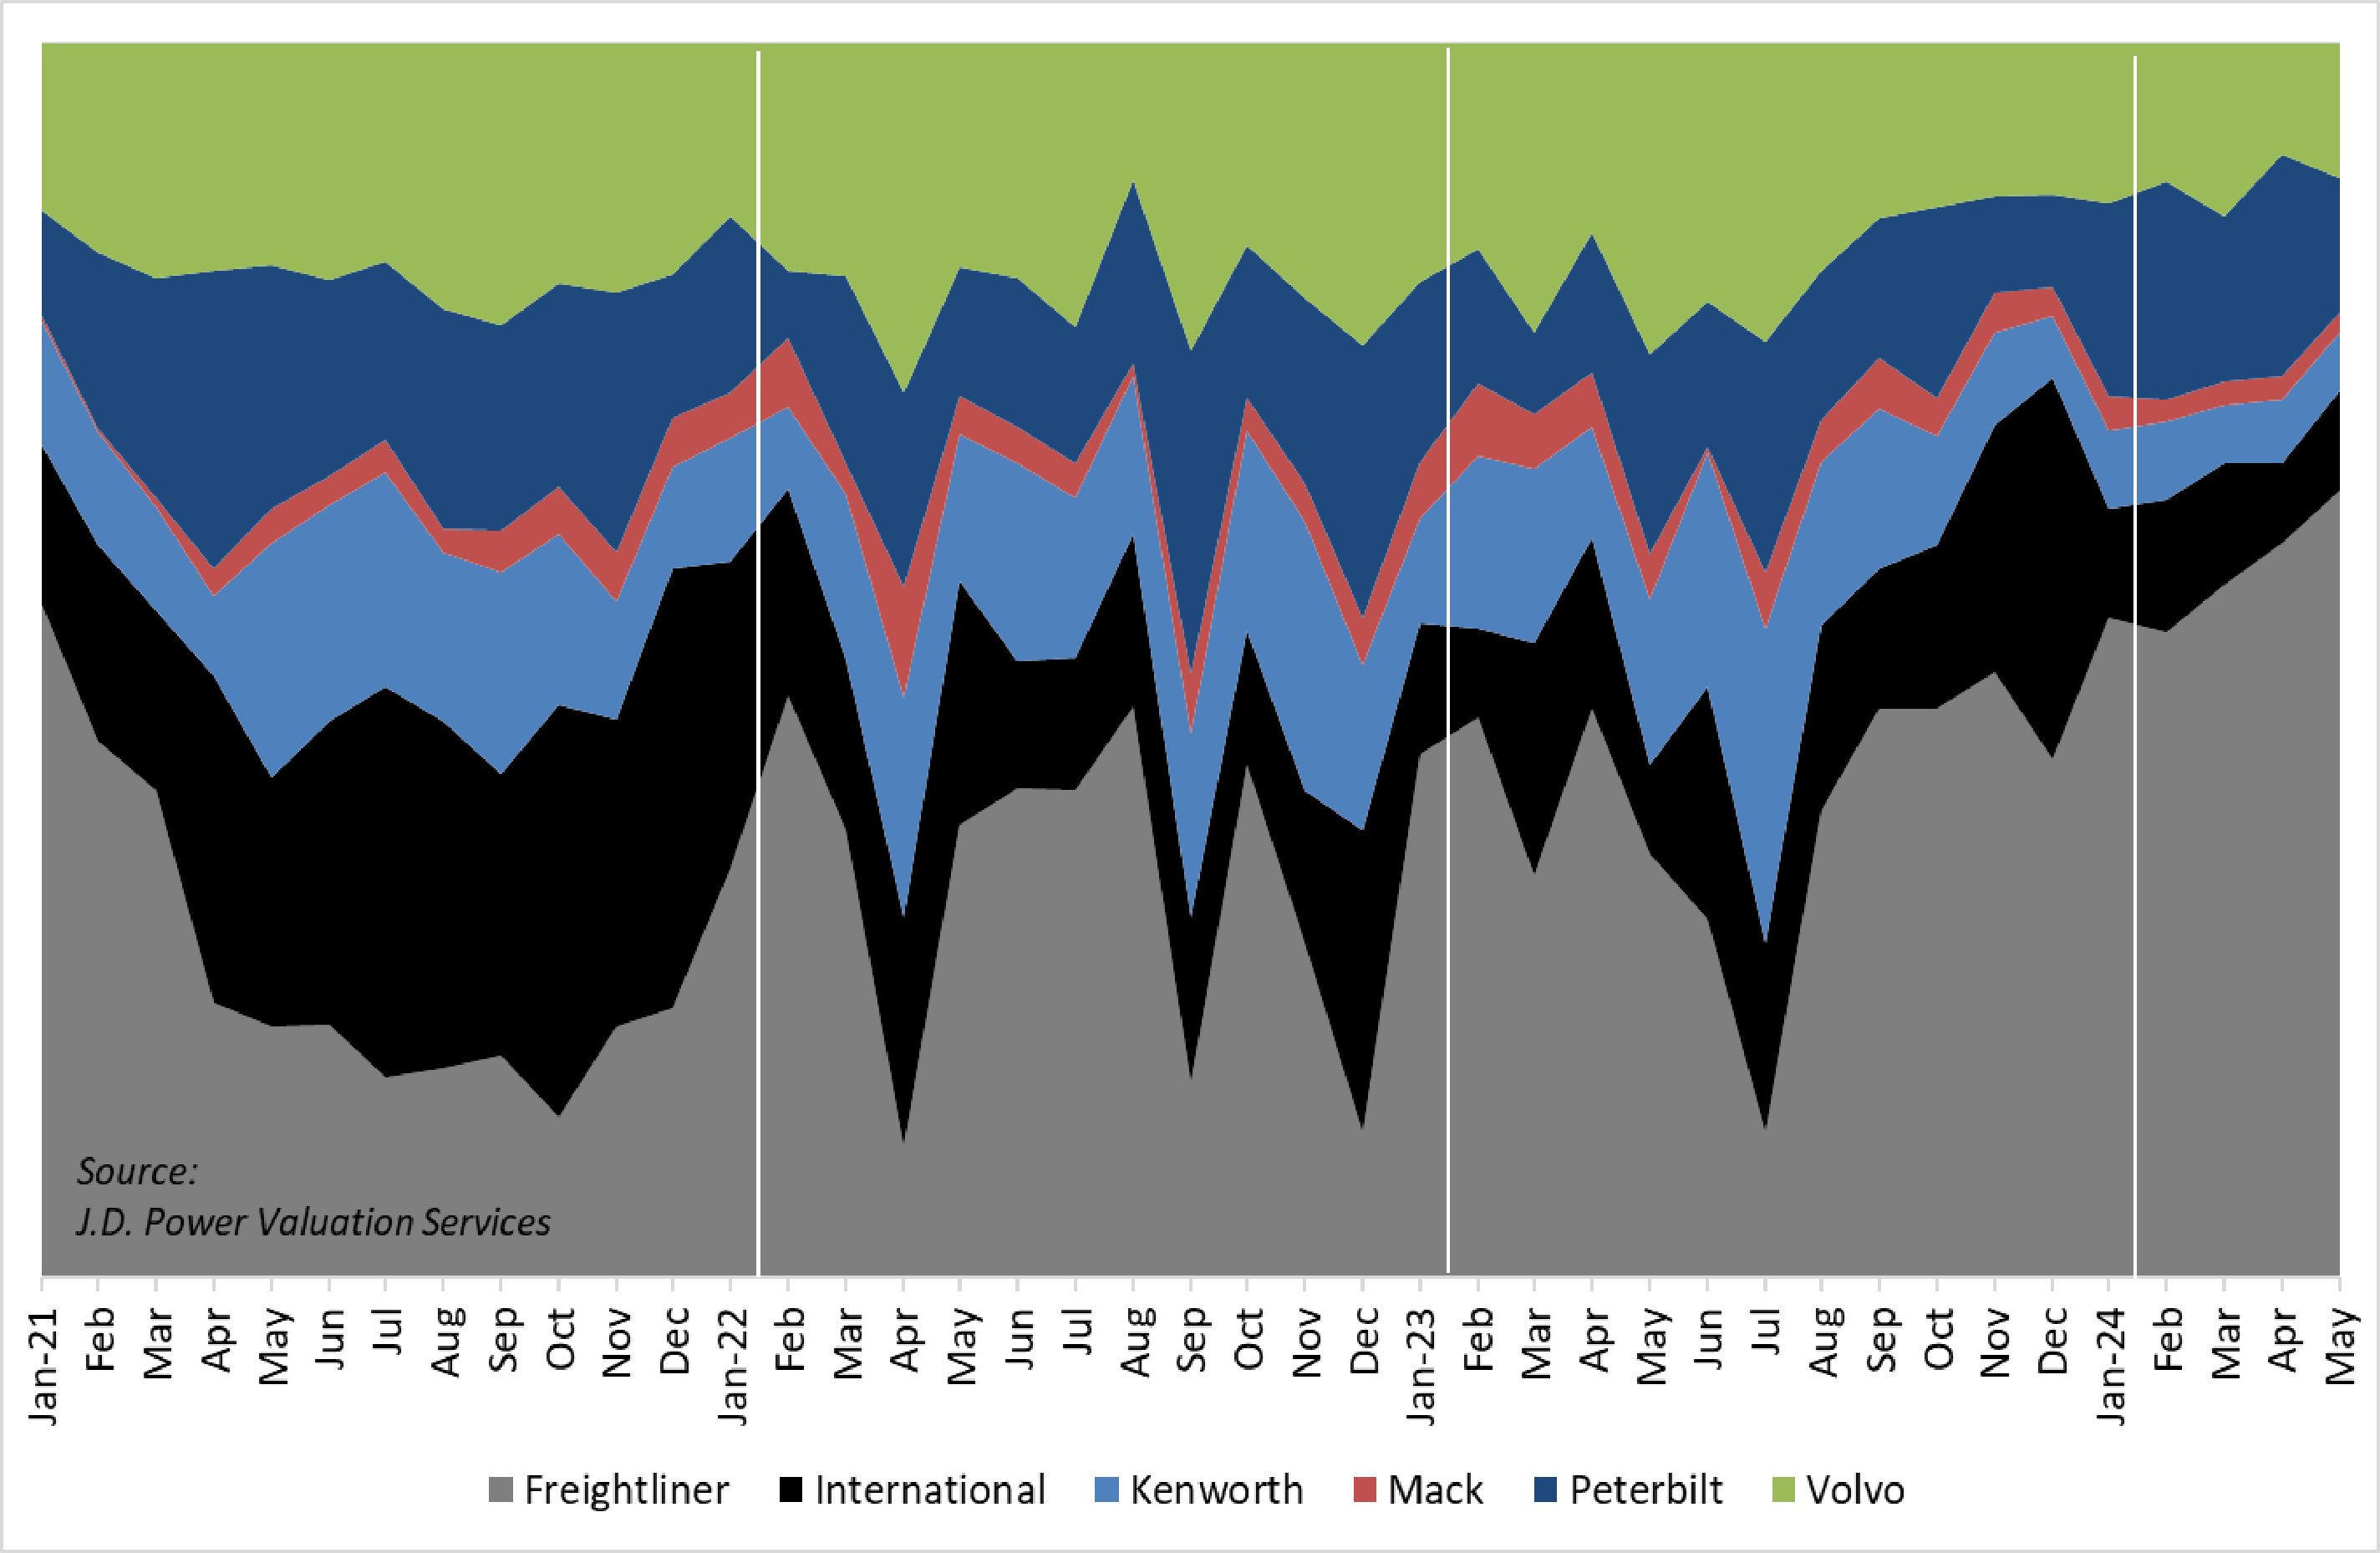 Source:
J.D. Power Valuation Services
Jan-21
Feb
Mar
Apr
May
Jun
Jul
Aug
Sep
Oct
Nov
Dec
Jan-22
Feb
Mar
Apr
May
Jun
Jul
Aug
Sep
Oct
Nov
Dec
Jan-23
Feb
Mar
Apr
May
Jun
Jul
Aug
Sep
Oct
Nov
Dec
Jan-24
Feb
Mar
Apr
May
Freightliner International Kenworth Mack Peterbilt Volvo